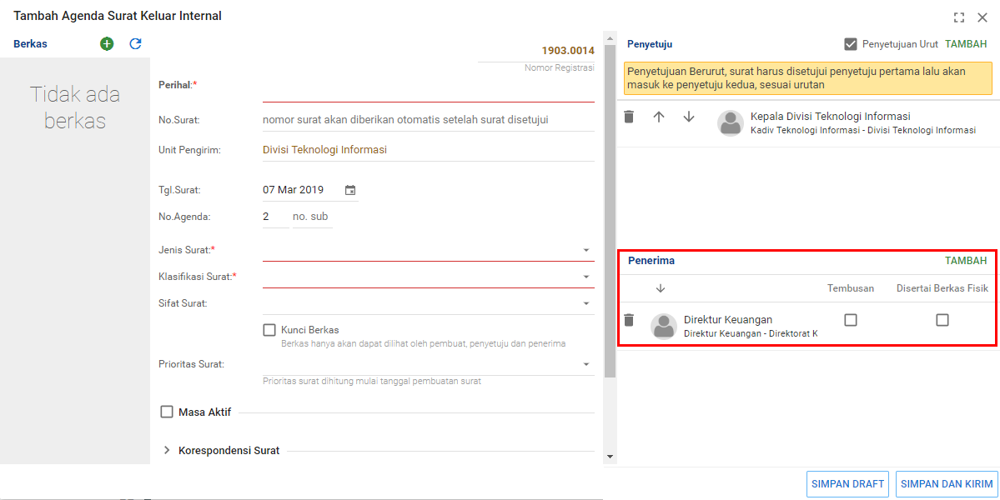 Tambah Agenda Surat Keluar Internal
Berkas
Tidak ada
berkas
1903.0014
Nomor Registrasi
Perihal:*
No.Surat:
nomor surat akan diberikan otomatis setelah surat disetujui
Unit Pengirim:
Divisi Teknologi Informasi
Tgl.Surat:
07 Mar 2019
No.Agenda:
2
no. sub
Jenis Surat:*
Klasifikasi Surat:*
Sifat Surat:
Kunci Berkas
Berkas hanya akan dapat dilihat oleh pembuat, penyetuju dan penerima
Prioritas Surat:
Prioritas surat dihitung mulai tanggal pembuatan surat
Masa Aktif
Korespondensi Surat
Penyetuju
Penyetujuan Urut
TAMBAH
Penyetujuan Berurut, surat harus disetujui penyetuju pertama lalu akan
masuk ke penyetuju kedua, sesuai urutan
Kepala Divisi Teknologi Informasi
Kadiv Teknologi Informasi - Divisi Teknologi Informasi
Penerima
TAMBAH
Tembusan
Disertai Berkas Fisik
Direktur Keuangan
Direktur Keuangan - Direktorat K
SIMPAN DRAFT
SIMPAN DAN KIRIM